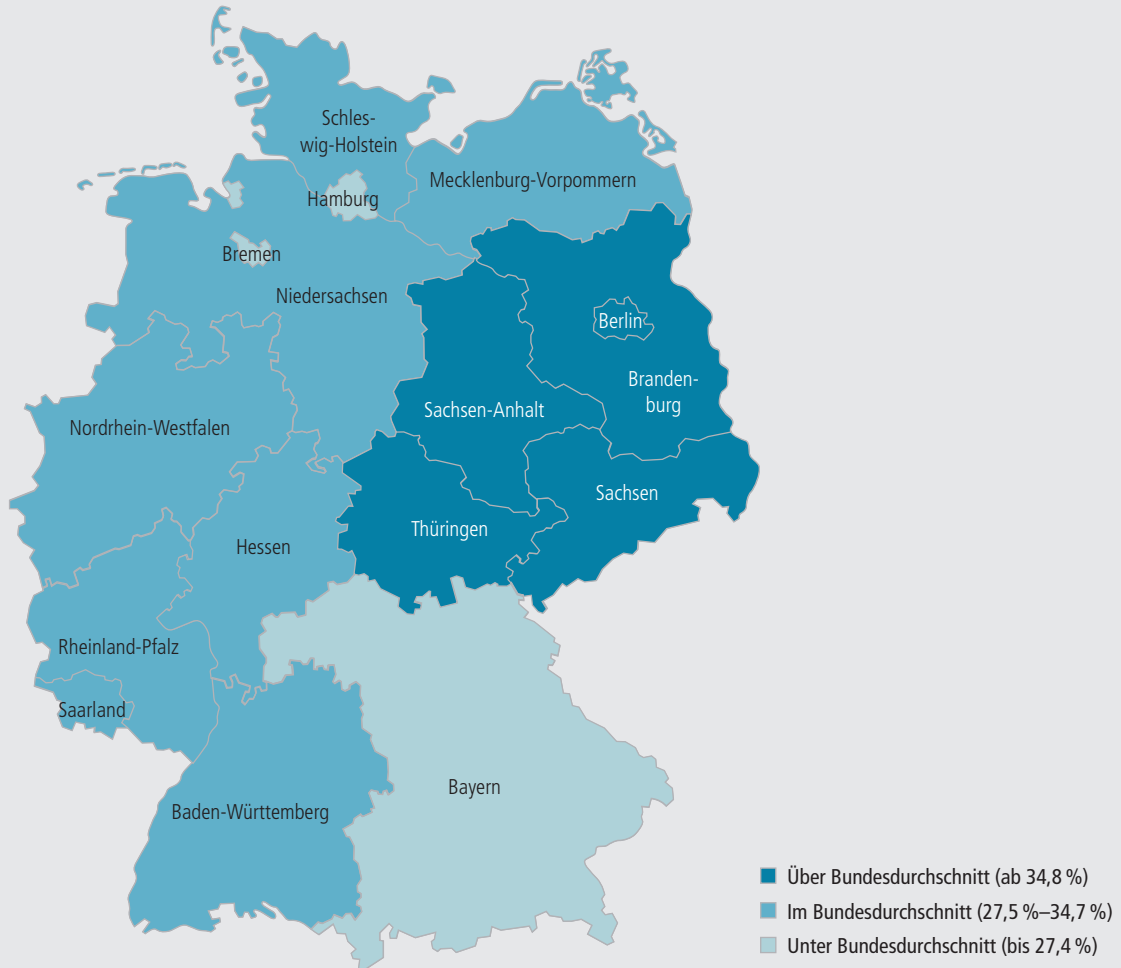 Schles-
wig-Holstein
Mecklenburg-Vorpommern
Hamburg
Bremen
Niedersachsen
Berlin
Branden-
burg
Sachsen-Anhalt
Nordrhein-Westfalen
Sachsen
Thüringen
Hessen
Rheinland-Pfalz
Saarland
Bayern
Baden-Württemberg
Über Bundesdurchschnitt (ab 34,8 %)
Im Bundesdurchschnitt (27,5 %–34,7 %)
Unter Bundesdurchschnitt (bis 27,4 %)